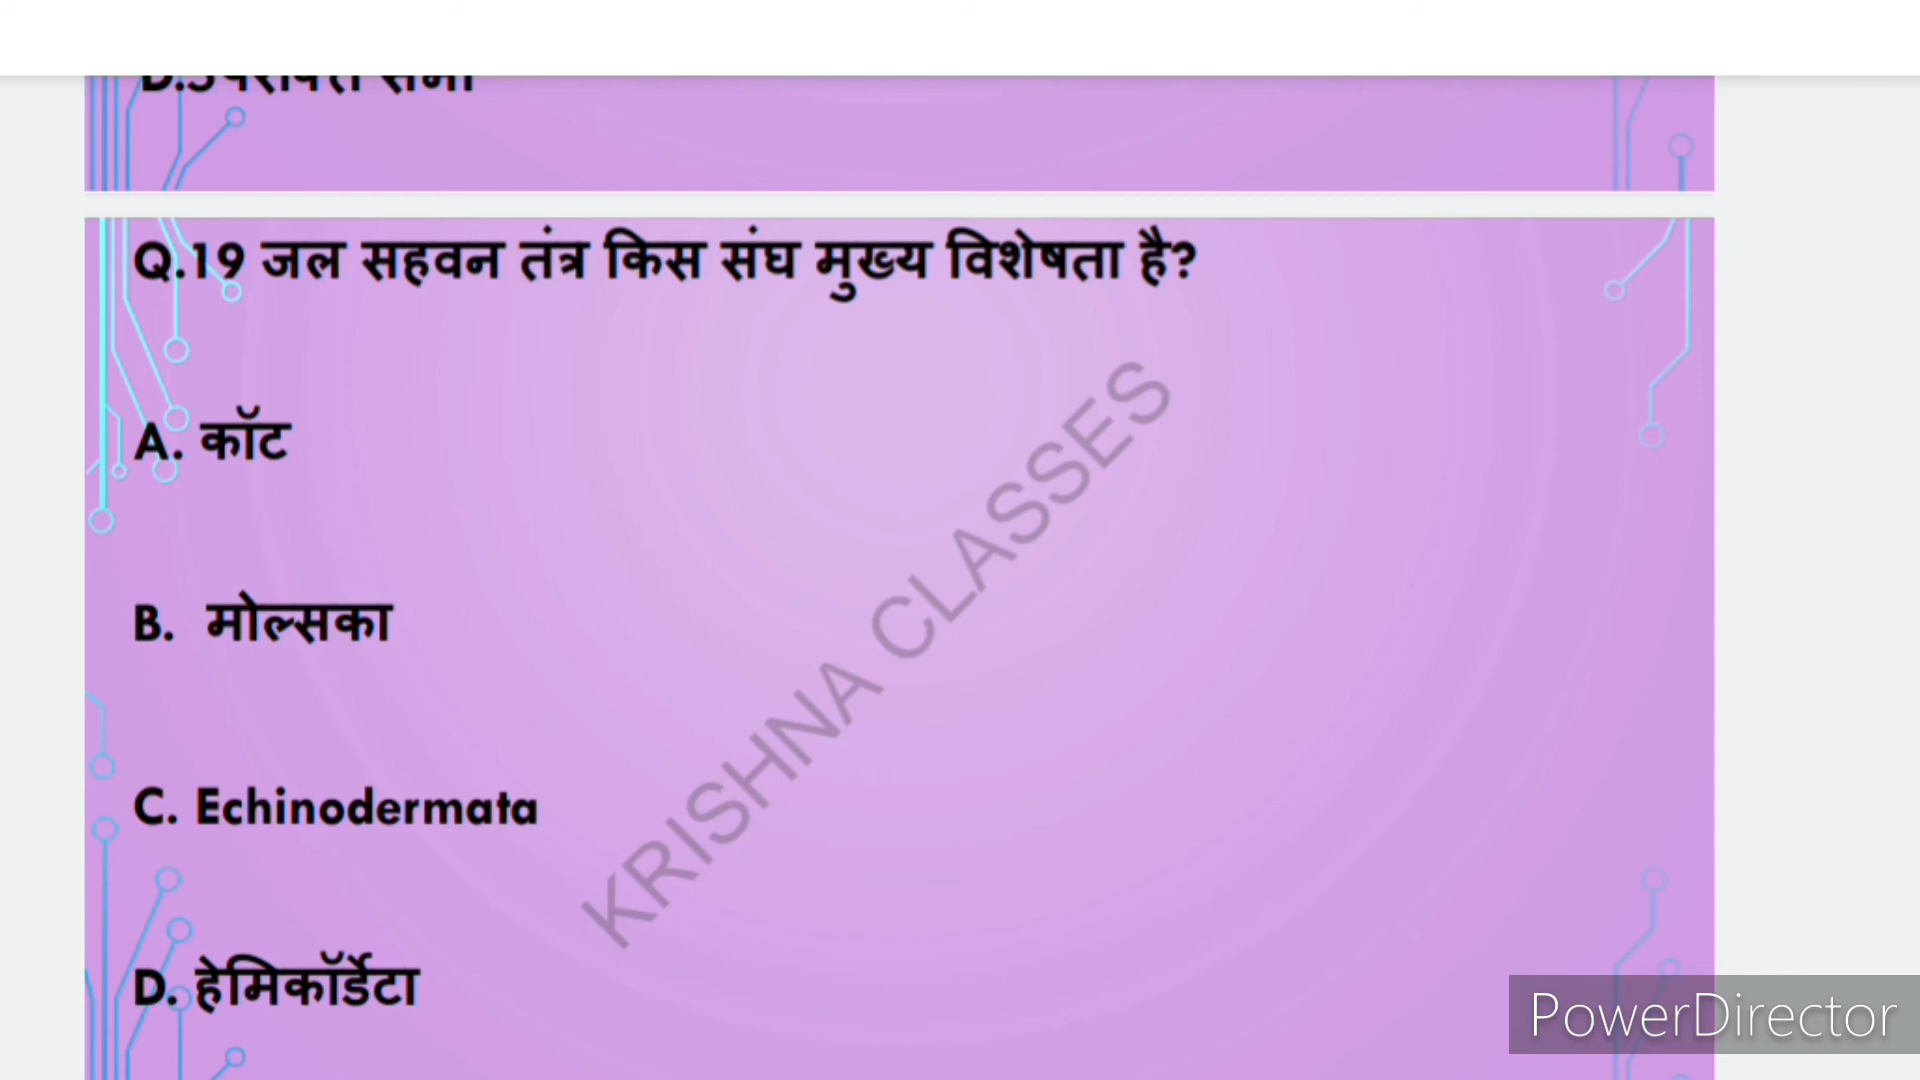 Q.19 जल सहवन तंत्र किस संघ मुख्य विशेषता है?
A. कॉट
B. मोल्सका
C. Echinodermata
D. हेमिकॉर्डेटा
KRISHNA CLASSES
PowerDirector